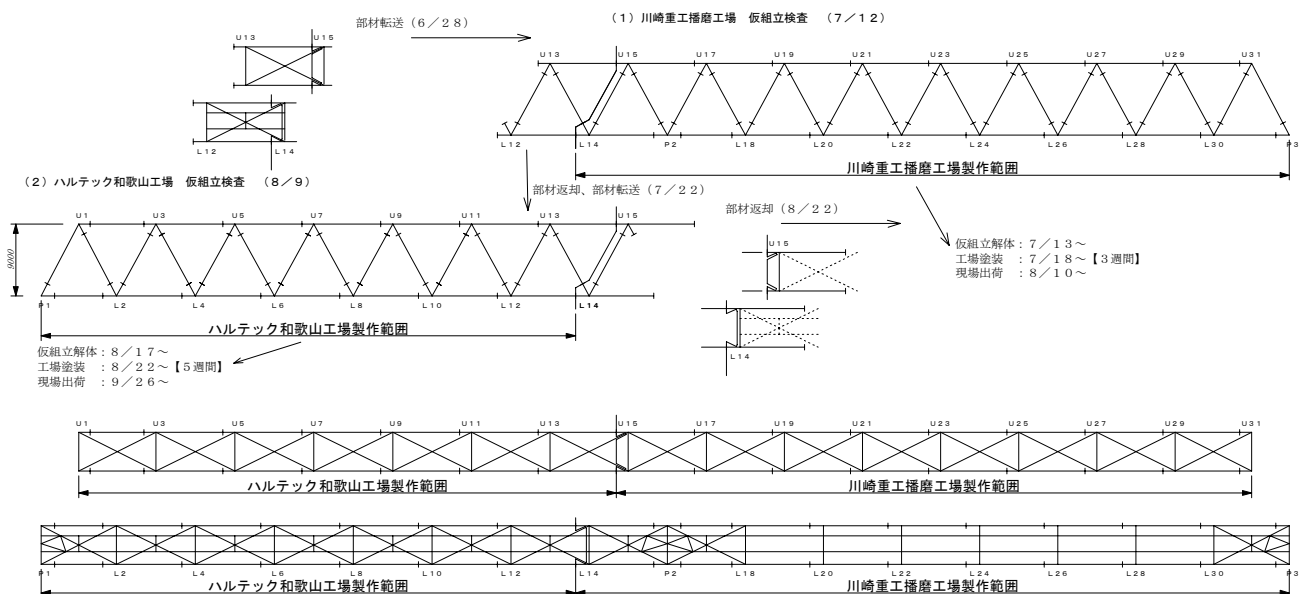 部材転送（６／２８）
（１）川崎重工播磨工場　仮組立検査　（７／１２）
U13 U15
L12 L14
U13 U15 U17 U19 U21 U23 U25 U27 U29 U31
L12 L14 P2 L18 L20 L22 L24 L26 L28 L30 P3
川崎重工播磨工場製作範囲
（２）ハルテック和歌山工場　仮組立検査　（８／９）
部材返却、部材転送（７／２２）
U1 U3 U5 U7 U9 U11 U13 U15
9000
P1 L2 L4 L6 L8 L10 L12 L14
ハルテック和歌山工場製作範囲
仮組立解体：８／１７～
工場塗装　：８／２２～【５週間】
現場出荷　：９／２６～
部材返却（８／２２）
U15
L14
仮組立解体：７／１３～
工場塗装　：７／１８～【３週間】
現場出荷　：８／１０～
U1 U3 U5 U7 U9 U11 U13 U15 U17 U19 U21 U23 U25 U27 U29 U31
ハルテック和歌山工場製作範囲 川崎重工播磨工場製作範囲
P1 L2 L4 L6 L8 L10 L12 L14 P2 L18 L20 L22 L24 L26 L28 L30 P3
ハルテック和歌山工場製作範囲 川崎重工播磨工場製作範囲